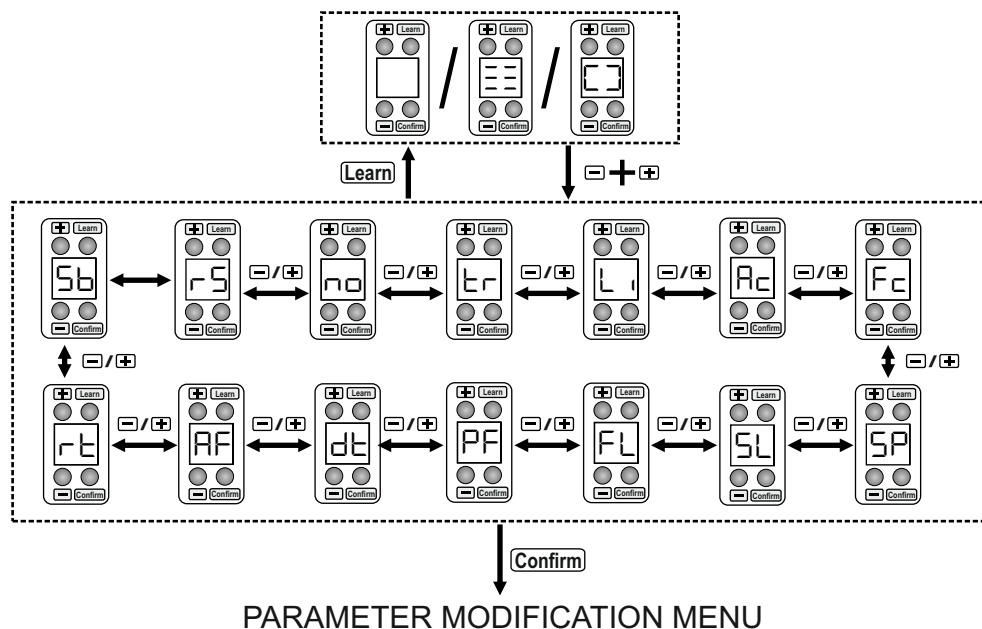 + Learn + Learn + Learn
/ /
- Confirm - Confirm - Confirm
Learn - + +
+ Learn + Learn + Learn + Learn + Learn + Learn + Learn
Sb rS -/+ no -/+ tr -/+ Li -/+ Ac -/+ Fc
- Confirm - Confirm - Confirm - Confirm - Confirm - Confirm - Confirm
-/+ -/+
+ Learn + Learn + Learn + Learn + Learn + Learn + Learn
rt -/+ AF -/+ dt -/+ PF -/+ FL -/+ SL -/+ SP
- Confirm - Confirm - Confirm - Confirm - Confirm - Confirm - Confirm
Confirm
PARAMETER MODIFICATION MENU